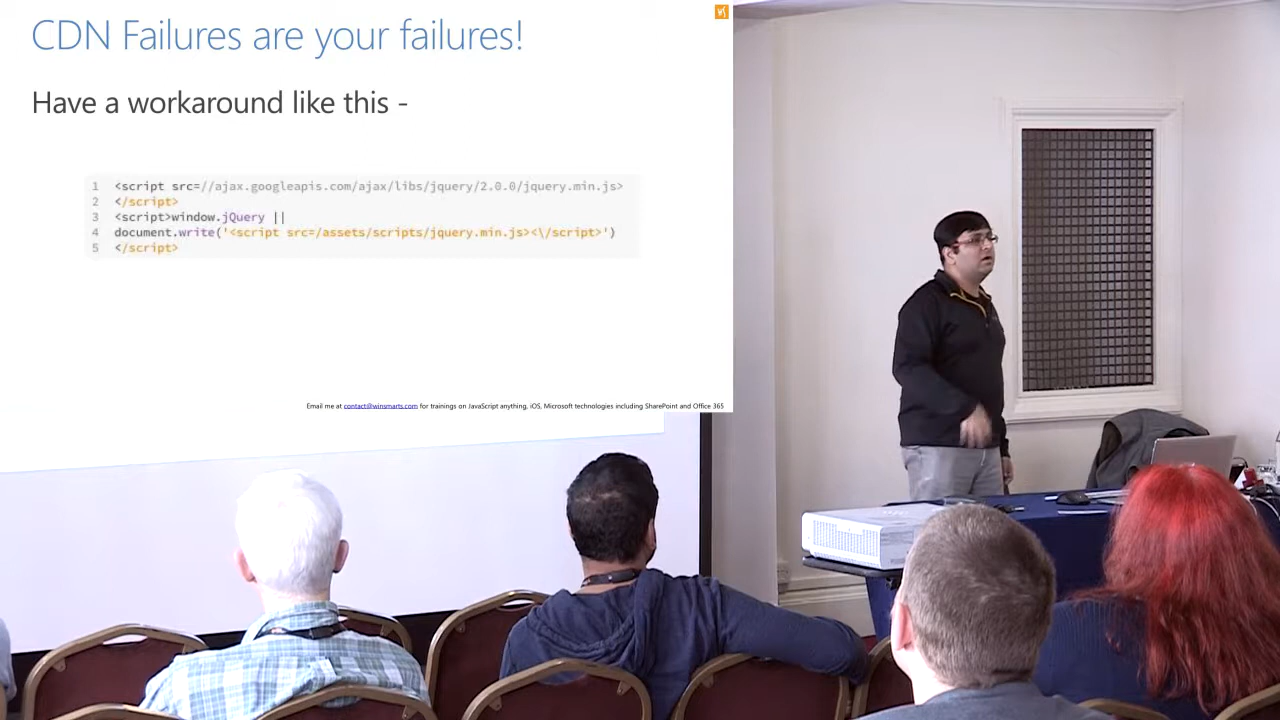 CDN Failures are your failures!
Have a workaround like this -
1 <script src=//ajax.googleapis.com/ajax/libs/jquery/2.0.0/jquery.min.js>
2 </script>
3 <script>window.jQuery ||
4 document.write('<script src=/assets/scripts/jquery.min.js><\/script>')
5 </script>
Email me at contact@winsmarts.com for trainings on JavaScript anything, iOS, Microsoft technologies including SharePoint and Office 365